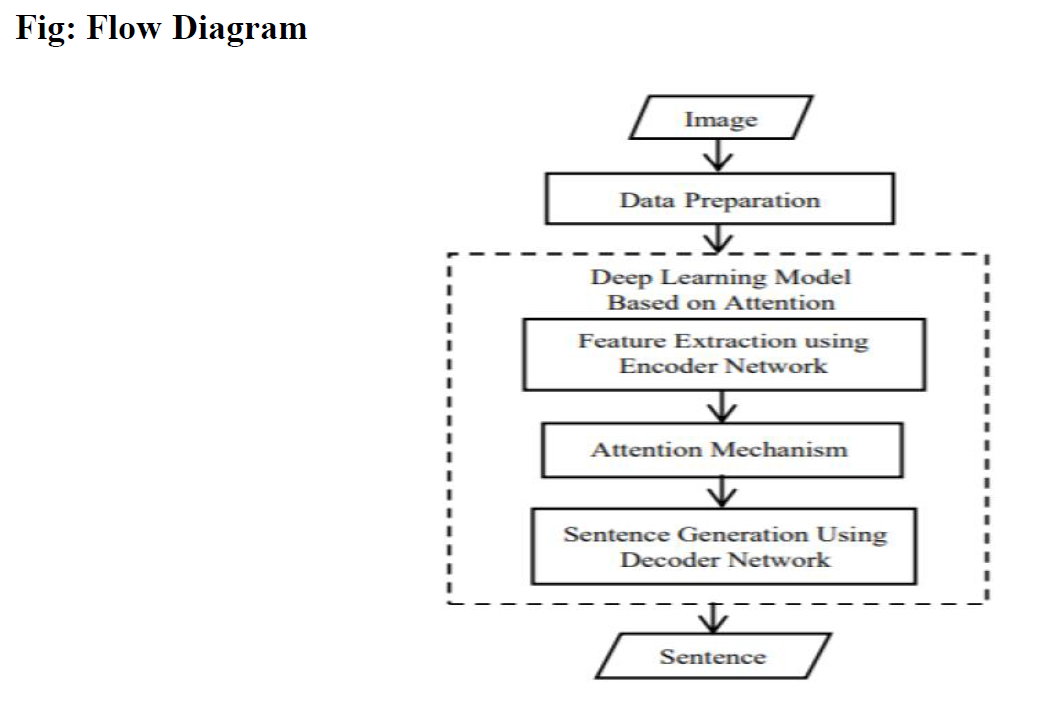 Fig: Flow Diagram
Image
Data Preparation
Deep Learning Model
Based on Attention
Feature Extraction using
Encoder Network
Attention Mechanism
Sentence Generation Using
Decoder Network
Sentence